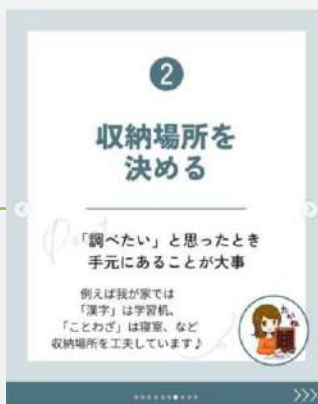 2
収納場所を
決める
「調べたい」と思ったとき
手元にあることが大事
例えば我が家では
「漢字」は学習机、
「ことわざ」は寝室、など
収納場所を工夫しています♪
>>>